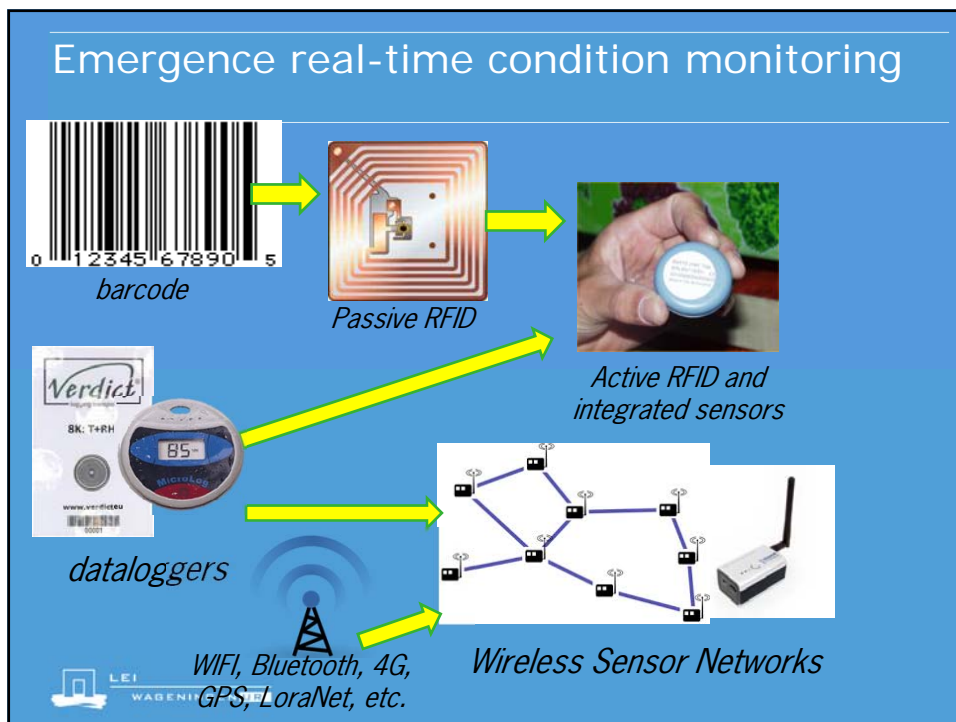 Emergence real-time condition monitoring
0 12345 67890 5
barcode
Passive RFID
Active RFID and
integrated sensors
Verdict
8K: T+RH
85-
MicroLog
www.verdict.eu
00001
dataloggers
WIFI, Bluetooth, 4G,
GPS, LoraNet, etc.
Wireless Sensor Networks
LEI